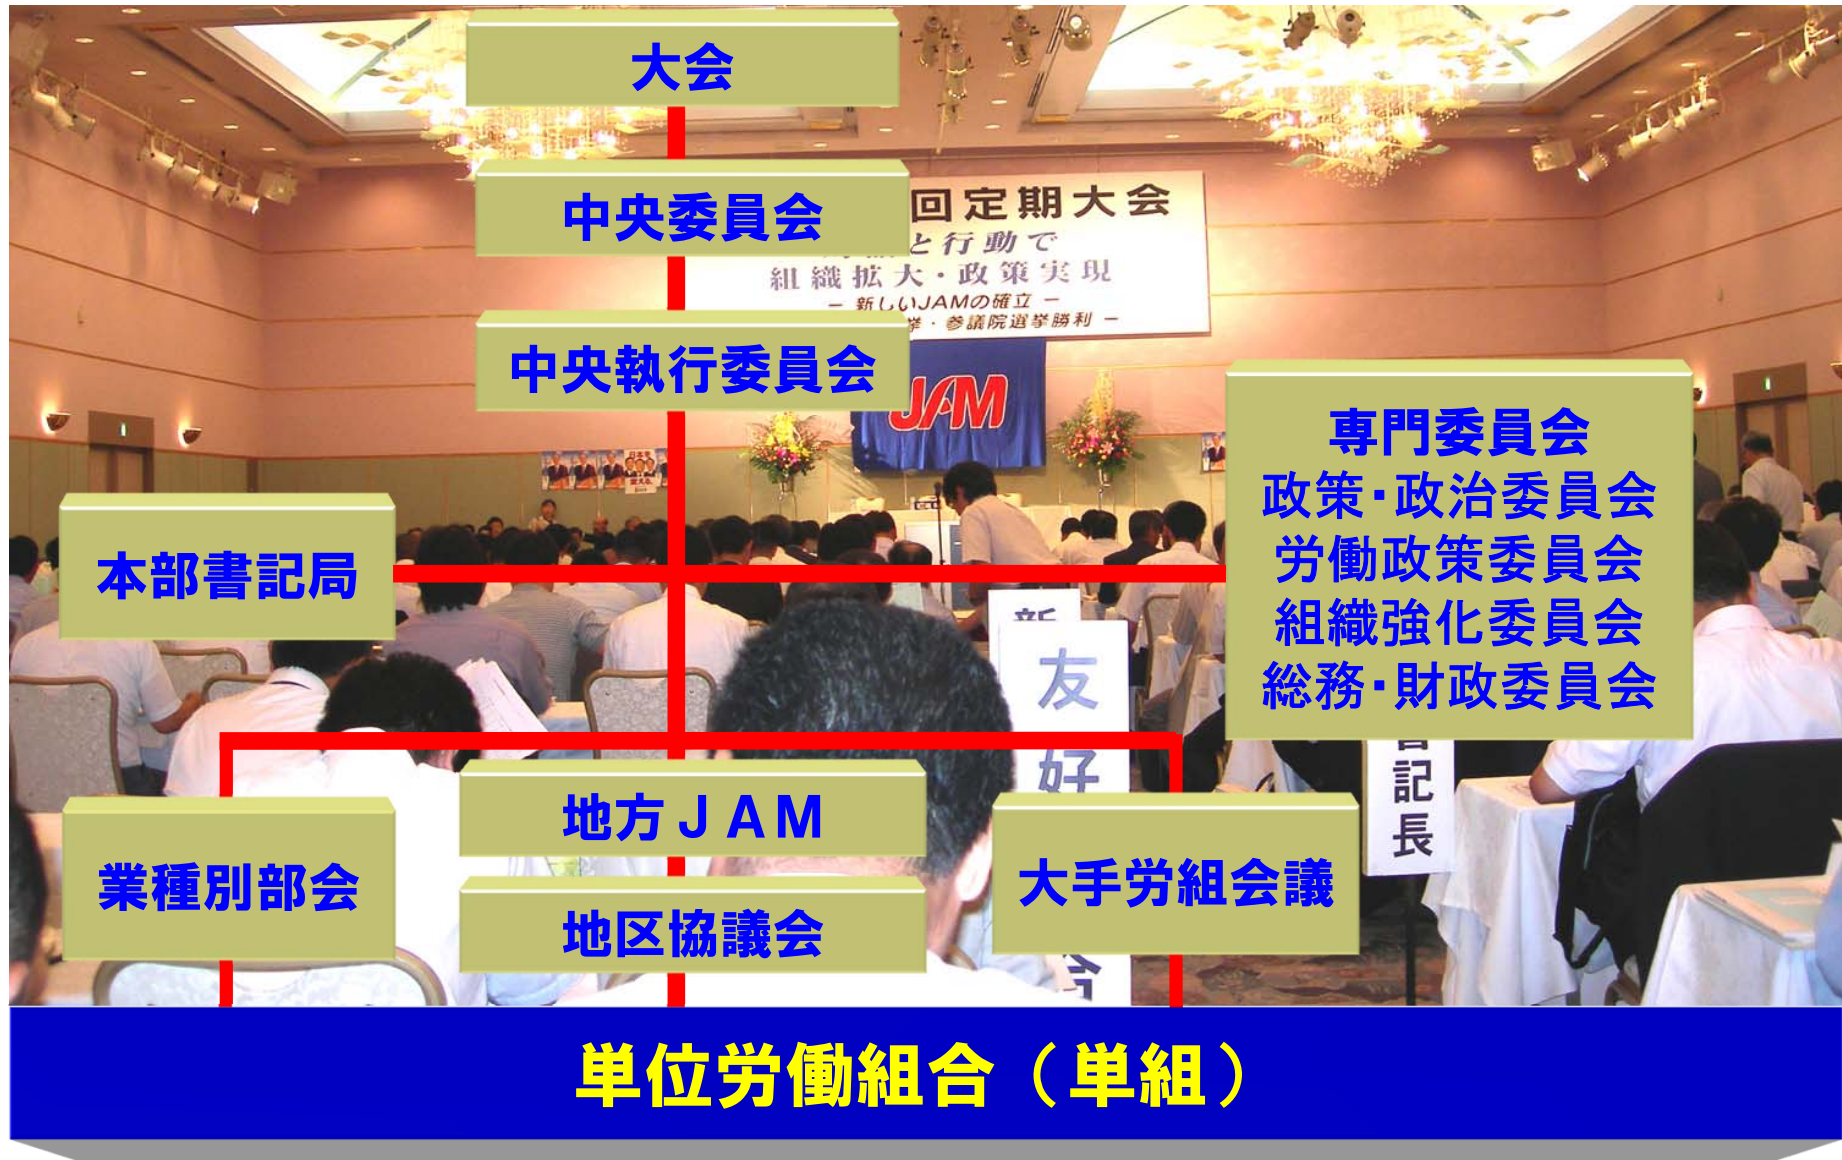 大会
中央委員会
回定期大会
と行動で
組織拡大・政策実現
－ 新しいJAMの確立 －
挙・参議院選挙勝利 －
中央執行委員会
JAM
専門委員会
政策・政治委員会
労働政策委員会
組織強化委員会
総務・財政委員会
本部書記局
新
友好
記長
地方ＪＡＭ
業種別部会
大手労組会議
地区協議会
単位労働組合（単組）